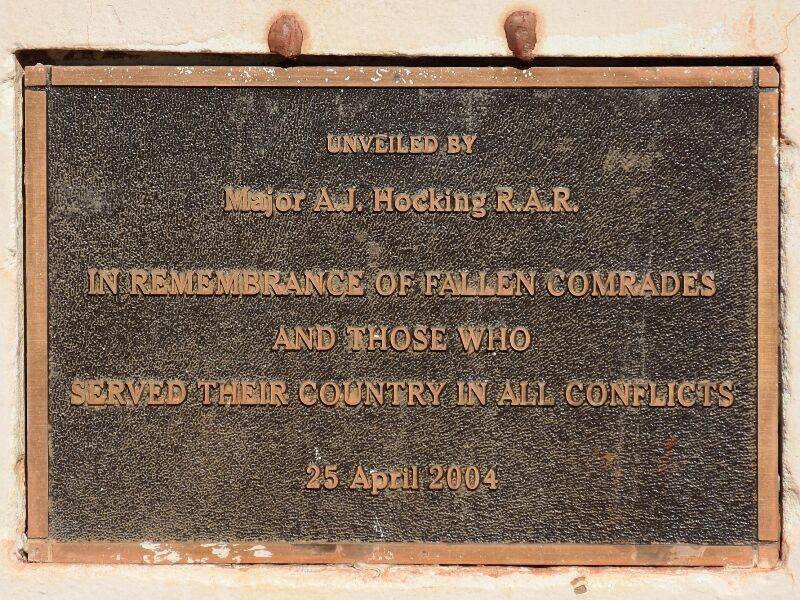 UNVEILED BY
Major A.J. Hocking R.A.R.
IN REMEMBRANCE OF FALLEN COMRADES
AND THOSE WHO
SERVED THEIR COUNTRY IN ALL CONFLICTS
25 April 2004